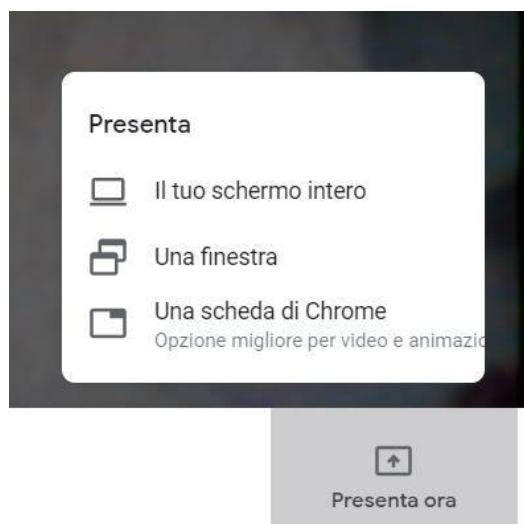 Presenta
Il tuo schermo intero
Una finestra
Una scheda di Chrome
Opzione migliore per video e animazio
Presenta ora